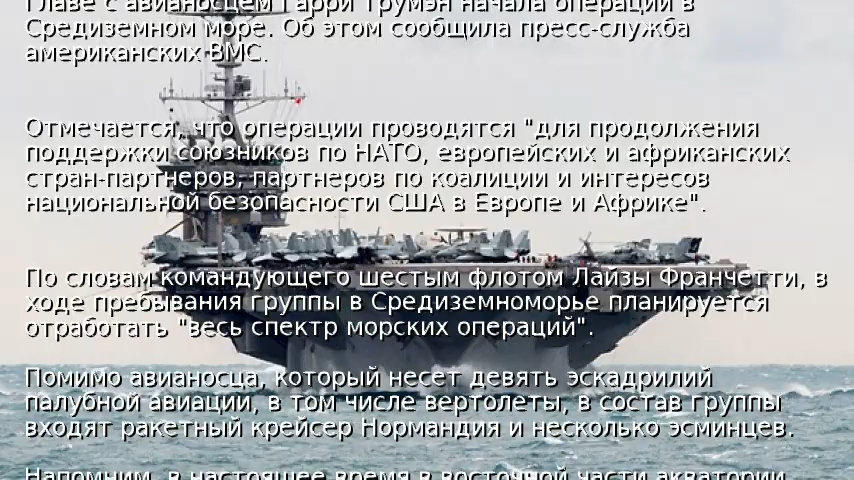 главе с авианосцем Гарри Трумэн начала операции в
Средиземном море. Об этом сообщила пресс-служба
американских ВМС.
Отмечается, что операции проводятся "для продолжения
поддержки союзников по НАТО, европейских и африканских
стран-партнеров, партнеров по коалиции и интересов
национальной безопасности США в Европе и Африке".
По словам командующего шестым флотом Лайзы Франчетти, в
ходе пребывания группы в Средиземноморье планируется
отработать "весь спектр морских операций".
Помимо авианосца, который несет девять эскадрилий
палубной авиации, в том числе вертолеты, в состав группы
входят ракетный крейсер Нормандия и несколько эсминцев.
Напомним, в настоящее время в восточной части акватории